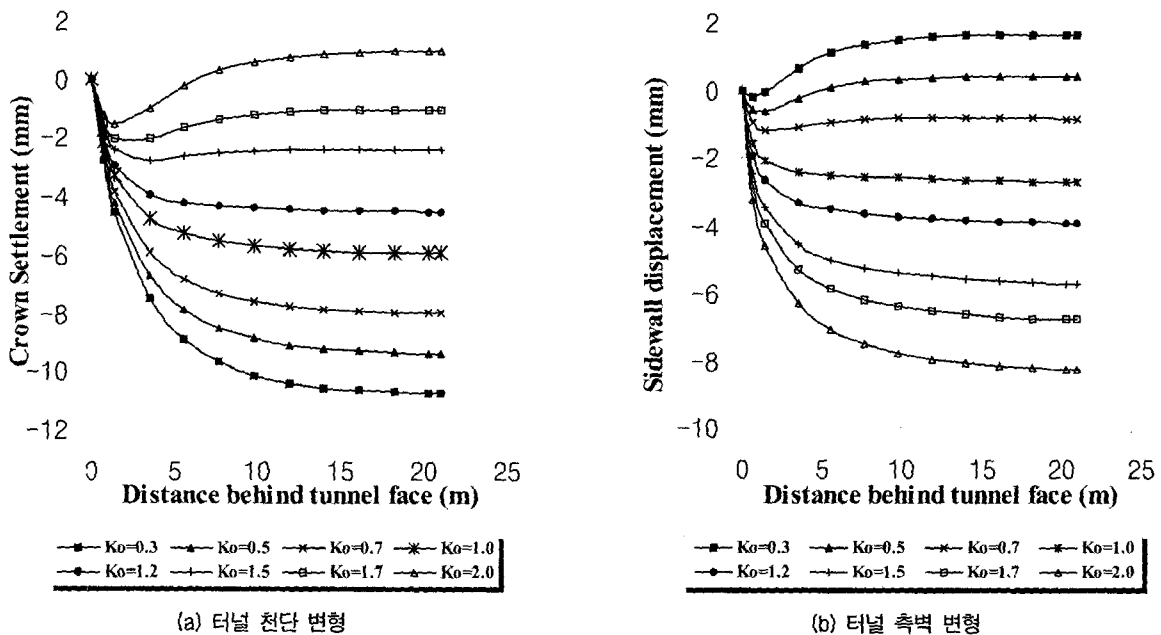 2
0
-2
-4
-6
-8
-10
-12
Crown Settlement (mm)
0 5 10 15 20 25
Distance behind tunnel face (m)
Ko=0.3 Ko=0.5 Ko=0.7 Ko=1.0
Ko=1.2 Ko=1.5 Ko=1.7 Ko=2.0
(a) 터널 천단 변형
2
0
-2
-4
-6
-8
-10
Sidewall displacement (mm)
0 5 10 15 20 25
Distance behind tunnel face (m)
Ko=0.3 Ko=0.5 Ko=0.7 Ko=1.0
Ko=1.2 Ko=1.5 Ko=1.7 Ko=2.0
(b) 터널 측벽 변형